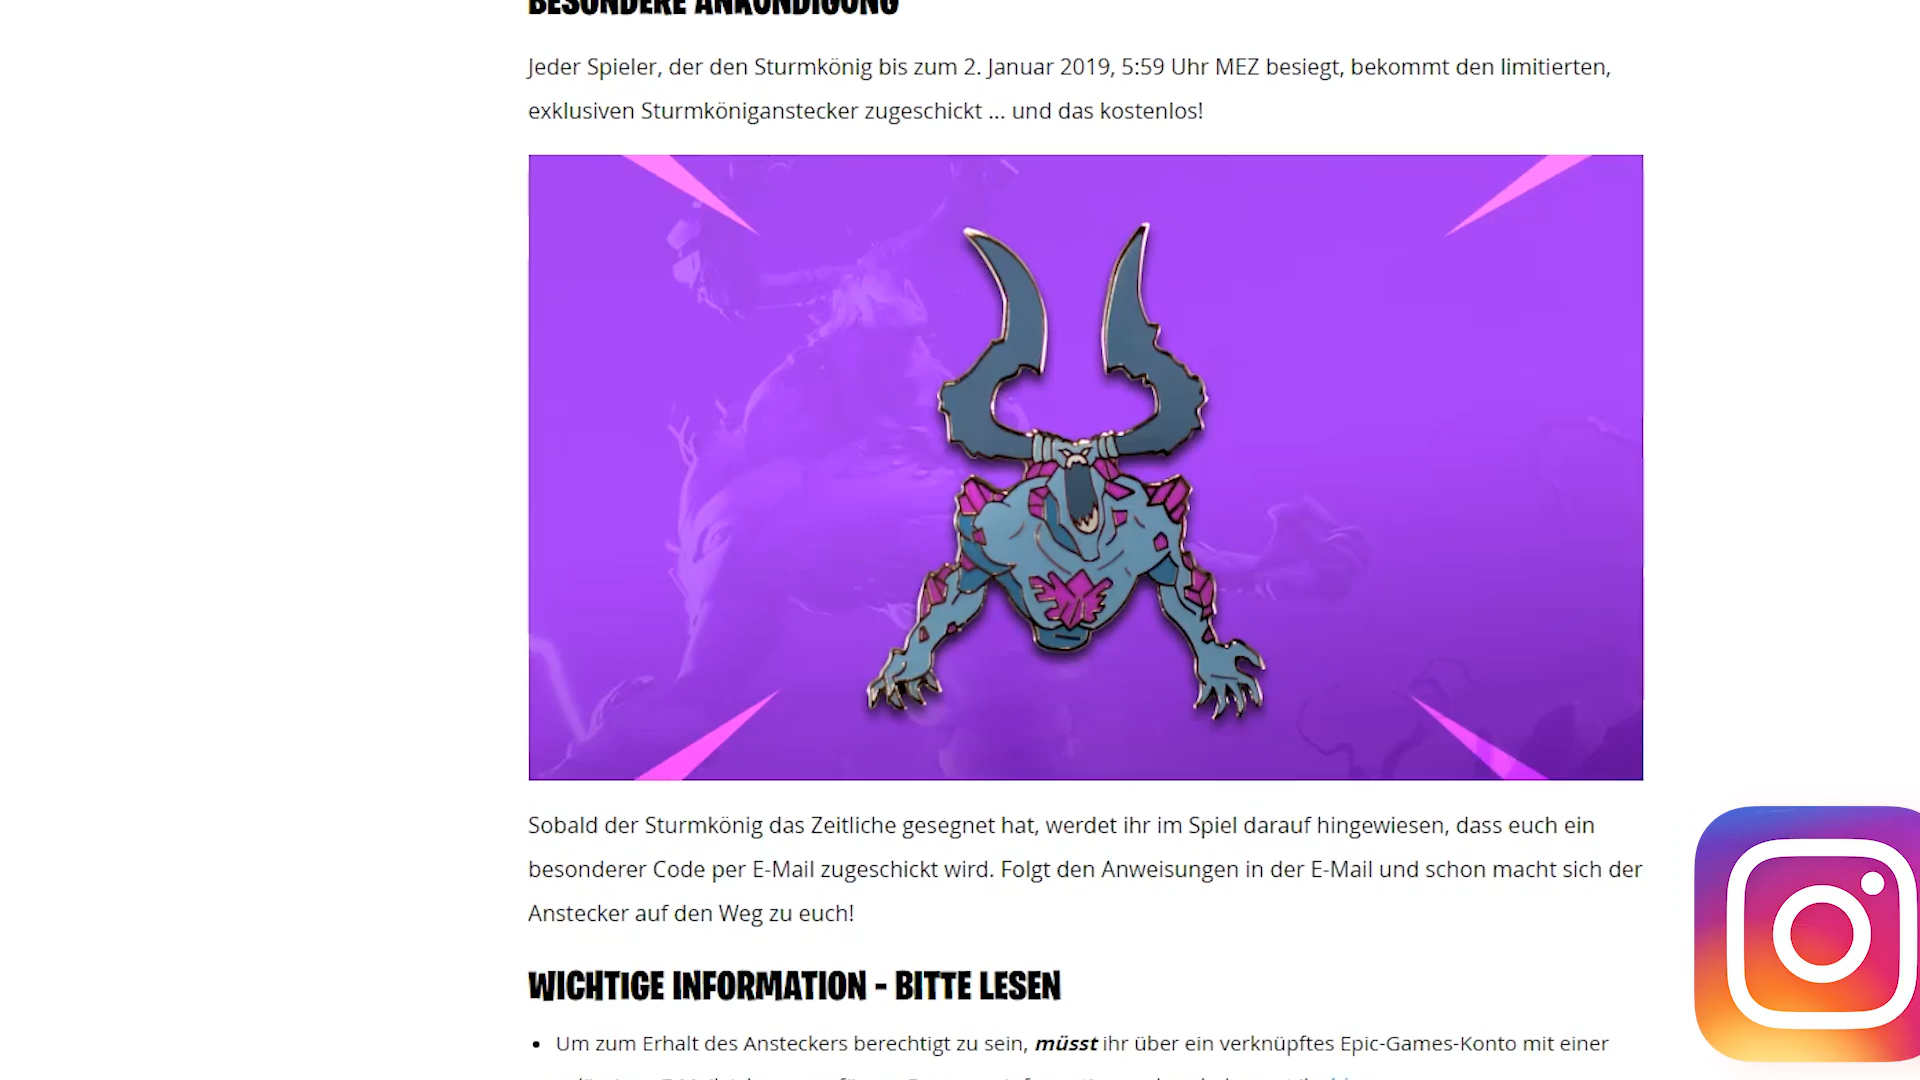 BESONDERE ANKÜNDIGUNG
Jeder Spieler, der den Sturmkönig bis zum 2. Januar 2019, 5:59 Uhr MEZ besiegt, bekommt den limitierten,
exklusiven Sturmköniganstecker zugeschickt ... und das kostenlos!
Sobald der Sturmkönig das Zeitliche gesegnet hat, werdet ihr im Spiel darauf hingewiesen, dass euch ein
besonderer Code per E-Mail zugeschickt wird. Folgt den Anweisungen in der E-Mail und schon macht sich der
Anstecker auf den Weg zu euch!
WICHTIGE INFORMATION - BITTE LESEN
• Um zum Erhalt des Ansteckers berechtigt zu sein, müsst ihr über ein verknüpftes Epic-Games-Konto mit einer